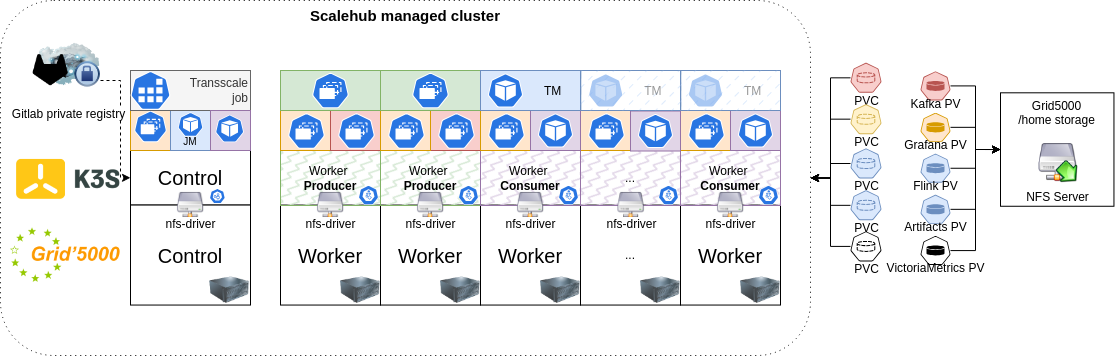 Scalehub managed cluster
Gitlab private registry
K3S
Grid'5000
Transscale
job
JM
TM
TM
TM
Control
Worker
Producer
Worker
Producer
Worker
Consumer
...
Worker
Consumer
nfs-driver
nfs-driver
nfs-driver
nfs-driver
nfs-driver
nfs-driver
Control
Worker
Worker
Worker
...
Worker
PVC
Kafka PV
PVC
Grafana PV
PVC
Flink PV
PVC
Artifacts PV
PVC
VictoriaMetrics PV
Grid5000
/home storage
NFS Server